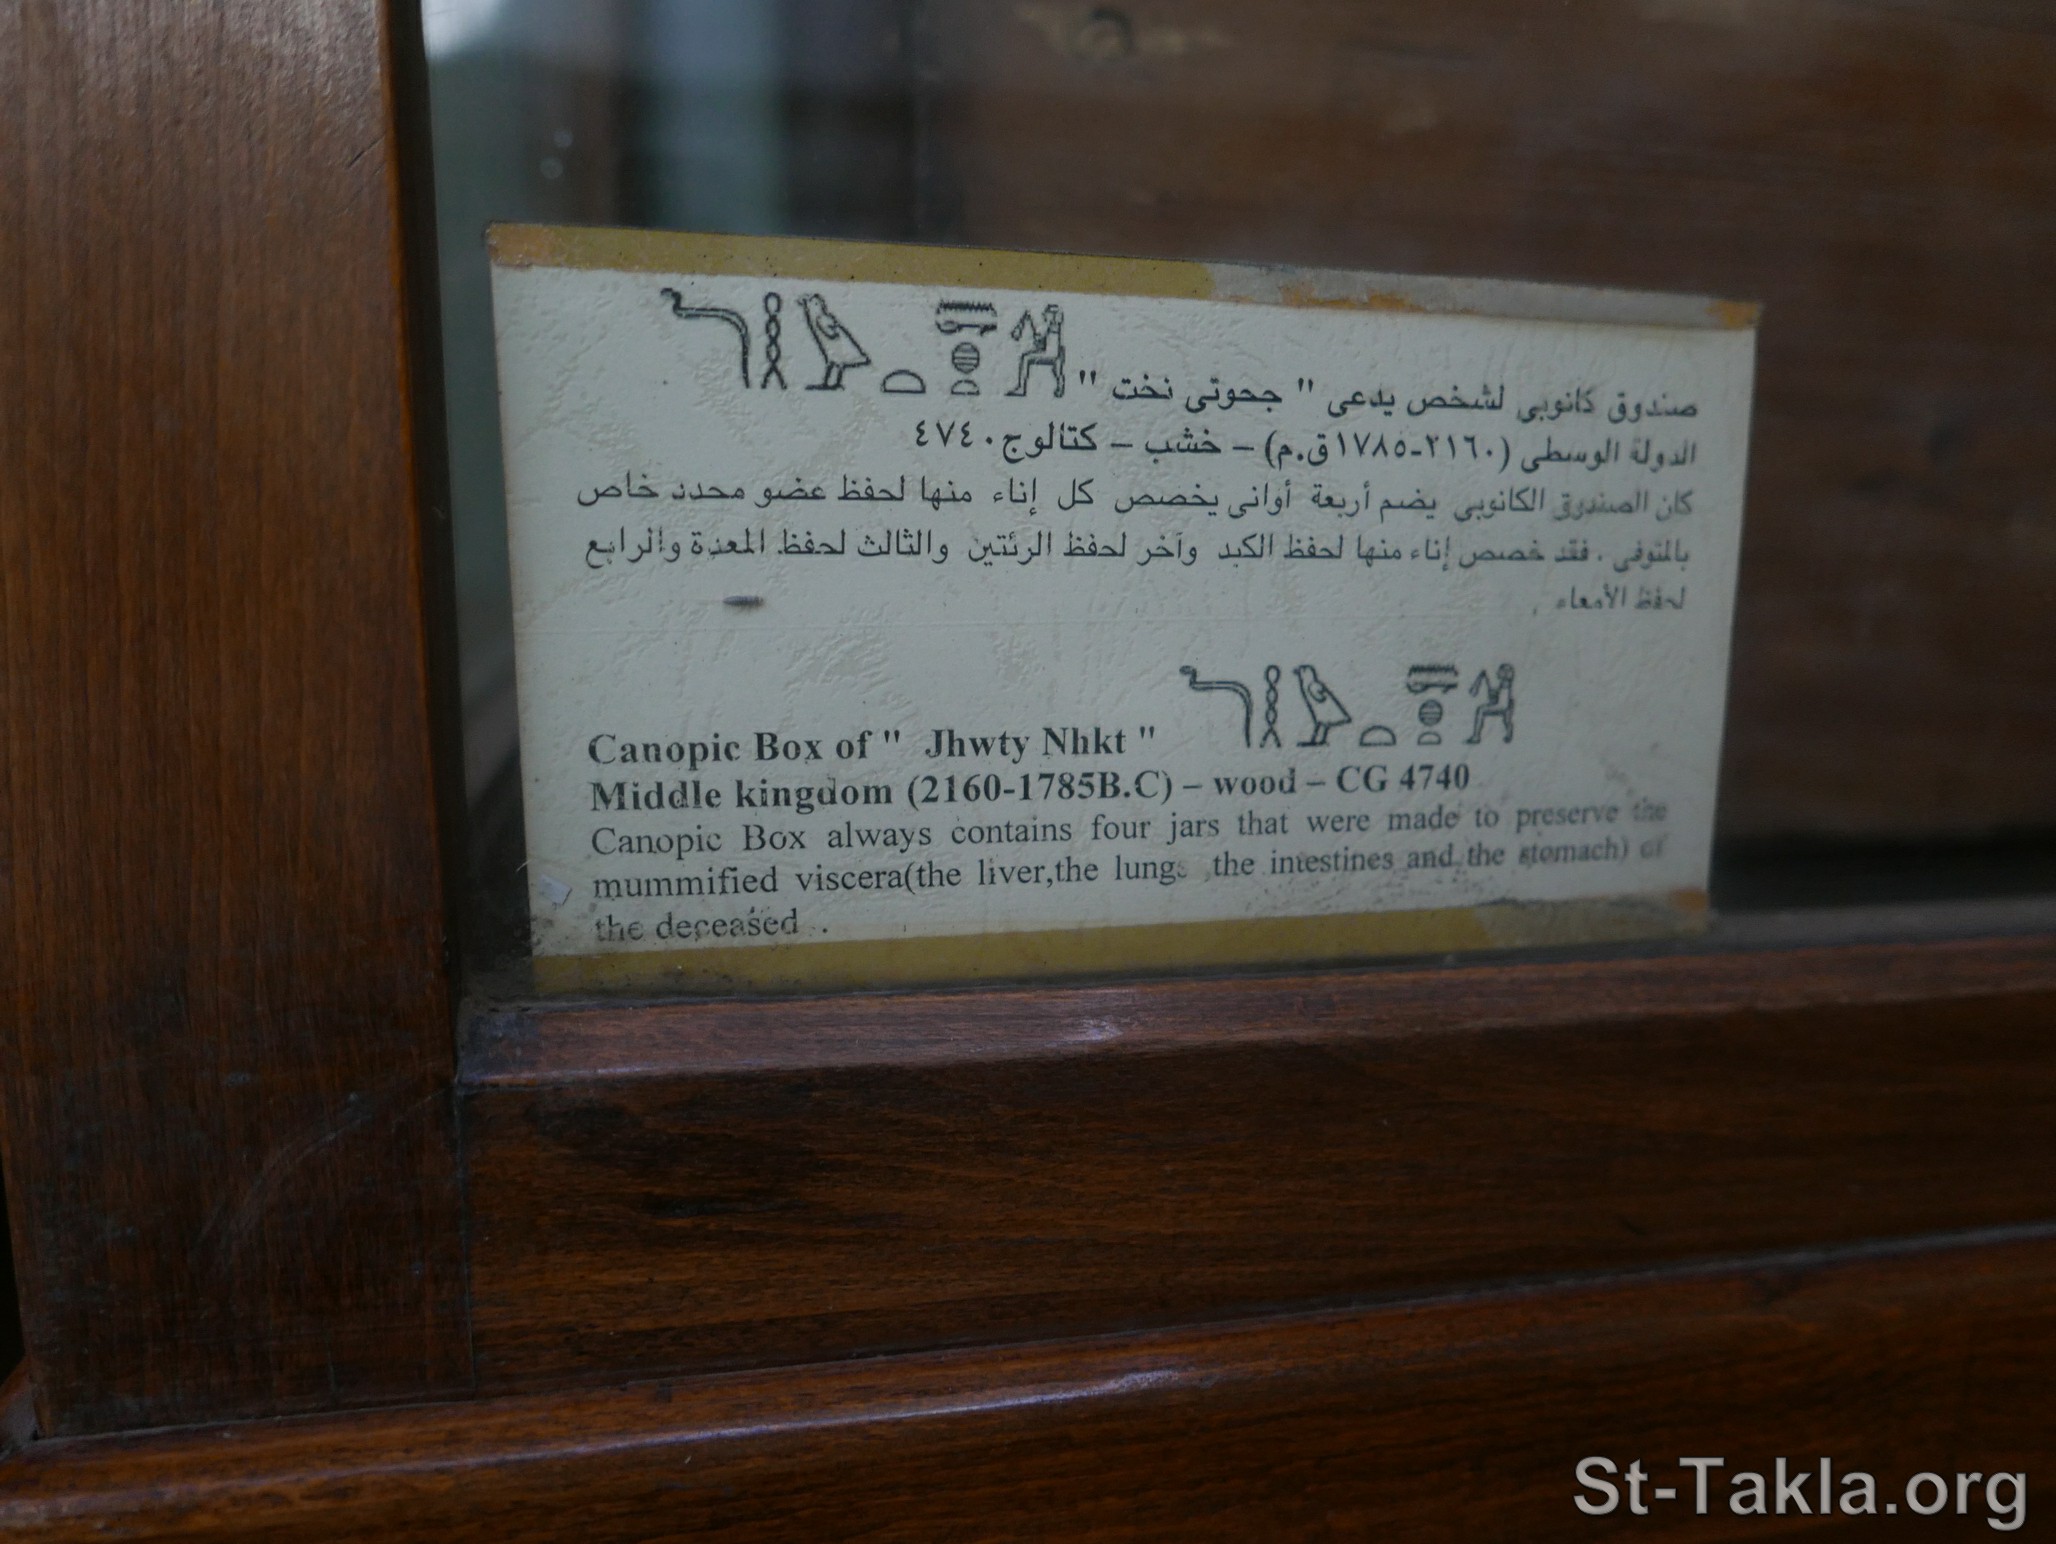 صندوق كانوبى لشخص يدعى " جحوتى نخت "
الدولة الوسطى (٢١٦٠-١٧٨٥ق.م) – خشب – كتالوج ٤٧٤٠
كان الصندوق الكانوبى يضم أربعة أوانى يخصص كل إناء منها لحفظ عضو محدد خاص
بالمتوفى . فقد خصص إناء منها لحفظ الكبد وآخر لحفظ الرئتين والثالث لحفظ المعدة والرابع
لحفظ الأمعاء .
Canopic Box of " Jhwty Nhkt "
Middle kingdom (2160-1785B.C) – wood – CG 4740
Canopic Box always contains four jars that were made to preserve the
mummified viscera(the liver,the lungs ,the intestines and the stomach) of
the deceased .
St-Takla.org